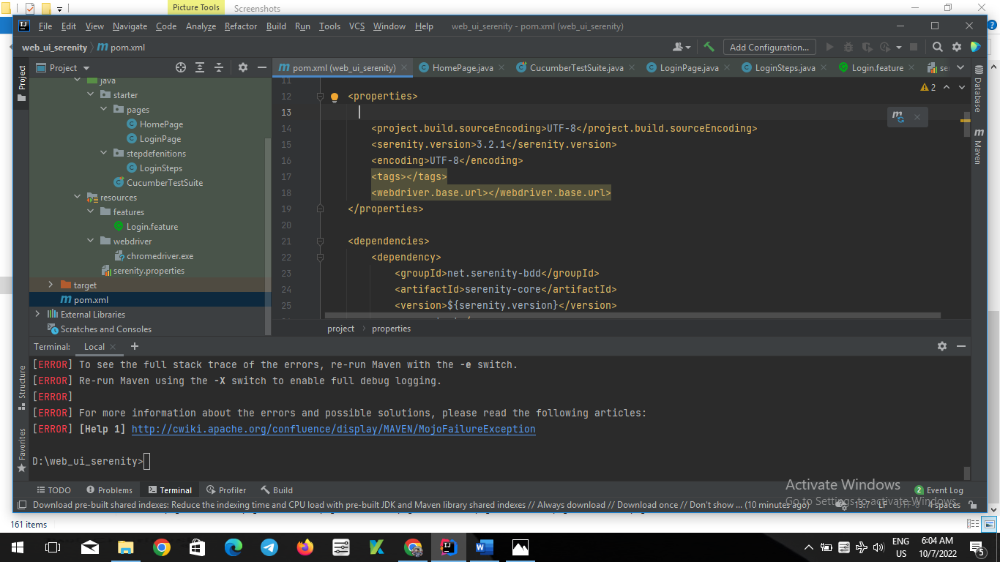 Picture Tools
Screenshots
File Edit View Navigate Code Analyze Refactor Build Run Tools VCS Window Help web_ui_serenity - pom.xml (web_ui_serenity)
web_ui_serenity pom.xml
Add Configuration...
Project
pom.xml (web_ui_serenity) HomePage.java CucumberTestSuite.java LoginPage.java LoginSteps.java Login.feature se
Project
Structure
Favorites
Database
Maven
java
starter
pages
HomePage
LoginPage
stepdefenitions
LoginSteps
CucumberTestSuite
resources
features
Login.feature
webdriver
chromedriver.exe
serenity.properties
target
pom.xml
External Libraries
Scratches and Consoles
2
11
12 <properties>
13
14 <project.build.sourceEncoding>UTF-8</project.build.sourceEncoding>
15 <serenity.version>3.2.1</serenity.version>
16 <encoding>UTF-8</encoding>
17 <tags></tags>
18 <webdriver.base.url></webdriver.base.url>
19 </properties>
20
21 <dependencies>
22 <dependency>
23 <groupId>net.serenity-bdd</groupId>
24 <artifactId>serenity-core</artifactId>
25 <version>${serenity.version}</version>
project properties
Terminal: Local
[ERROR] To see the full stack trace of the errors, re-run Maven with the -e switch.
[ERROR] Re-run Maven using the -X switch to enable full debug logging.
[ERROR]
[ERROR] For more information about the errors and possible solutions, please read the following articles:
[ERROR] [Help 1] http://cwiki.apache.org/confluence/display/MAVEN/MojoFailureException
D:\web_ui_serenity>
TODO Problems Terminal Profiler Build
2 Event Log
Activate Windows
Go to Settings to activate Windows.
Download pre-built shared indexes: Reduce the indexing time and CPU load with pre-built JDK and Maven library shared indexes // Always download // Download once // Don't show ... (10 minutes ago) 13:7 LF UTF-8 4 spaces
161 items
ENG
US
6:04 AM
10/7/2022
5